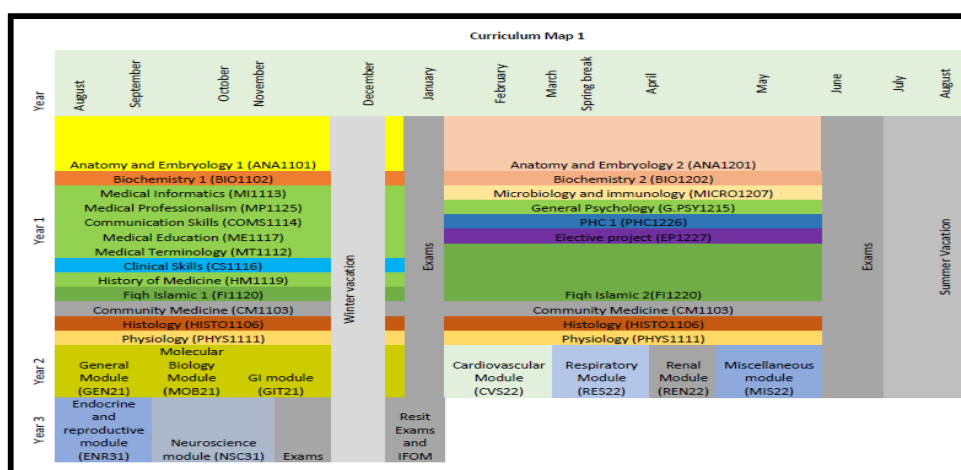 Curriculum Map 1
Year
August
September
October
November
December
January
February
March
Spring break
April
May
June
July
August
Year 1
Anatomy and Embryology 1 (ANA1101)
Biochemistry 1 (BIO1102)
Medical Informatics (MI1113)
Medical Professionalism (MP1125)
Communication Skills (COMS1114)
Medical Education (ME1117)
Medical Terminology (MT1112)
Clinical Skills (CS1116)
History of Medicine (HM1119)
Fiqh Islamic 1 (FI1120)
Community Medicine (CM1103)
Histology (HISTO1106)
Physiology (PHYS1111)
Winter vacation
Exams
Anatomy and Embryology 2 (ANA1201)
Biochemistry 2 (BIO1202)
Microbiology and immunology (MICRO1207)
General Psychology (G.PSY1215)
PHC 1 (PHC1226)
Elective project (EP1227)
Fiqh Islamic 2(FI1220)
Community Medicine (CM1103)
Histology (HISTO1106)
Physiology (PHYS1111)
Exams
Summer Vacation
Year 2
General
Module
(GEN21)
Molecular
Biology
Module
(MOB21)
GI module
(GIT21)
Cardiovascular
Module
(CVS22)
Respiratory
Module
(RES22)
Renal
Module
(REN22)
Miscellaneous
module
(MIS22)
Year 3
Endocrine
and
reproductive
module
(ENR31)
Neuroscience
module (NSC31)
Exams
Resit
Exams
and
IFOM